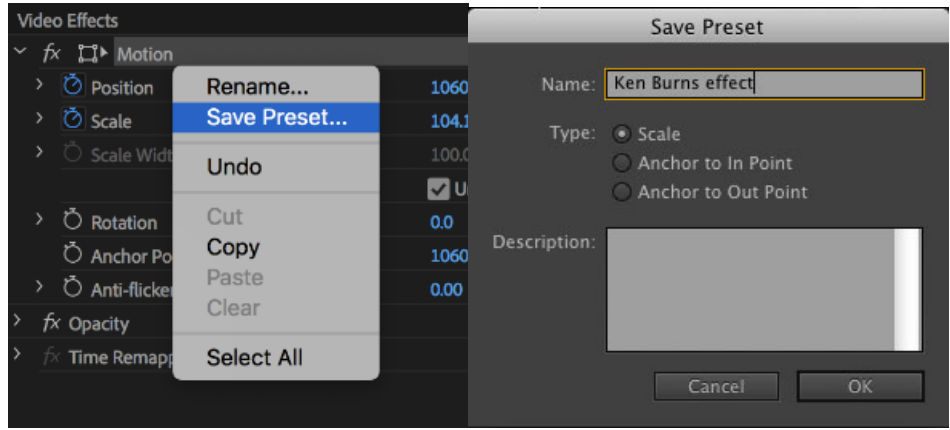 Video Effects
fx Motion
Position 1060
Scale 104.1
Scale Widt 100.0
Rotation 0.0
Anchor Po 1060
Anti-flicker 0.00
fx Opacity
fx Time Remapp
Rename...
Save Preset...
Undo
Cut
Copy
Paste
Clear
Select All
Save Preset
Name: Ken Burns effect
Type: Scale
Anchor to In Point
Anchor to Out Point
Description:
Cancel OK